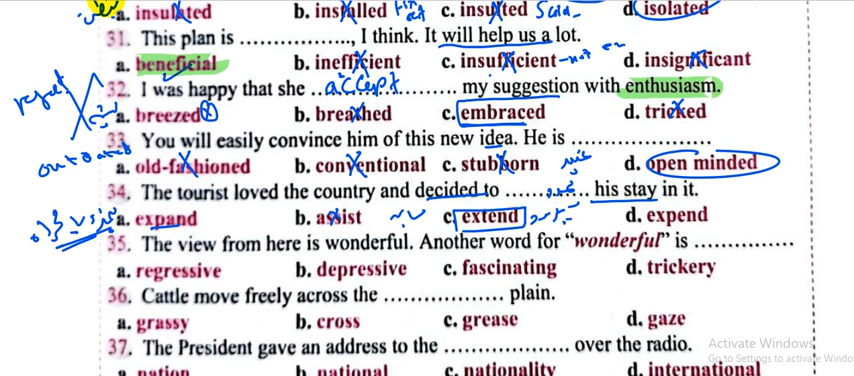 a. insulated b. installed c. insulted d. isolated
31. This plan is ..................., I think. It will help us a lot.
a. beneficial b. inefficient c. insufficient d. insignificant
32. I was happy that she ..accept.......... my suggestion with enthusiasm.
a. breezed b. breathed c. embraced d. tricked
33. You will easily convince him of this new idea. He is ........................
a. old-fashioned b. conventional c. stubborn d. open minded
34. The tourist loved the country and decided to .................. his stay in it.
a. expand b. assist c. extend d. expend
35. The view from here is wonderful. Another word for “wonderful” is .................
a. regressive b. depressive c. fascinating d. trickery
36. Cattle move freely across the .................... plain.
a. grassy b. cross c. grease d. gaze
37. The President gave an address to the .................... over the radio.
a. nation b. national c. nationality d. international
Activate Windows
Go to Settings to activate Windo